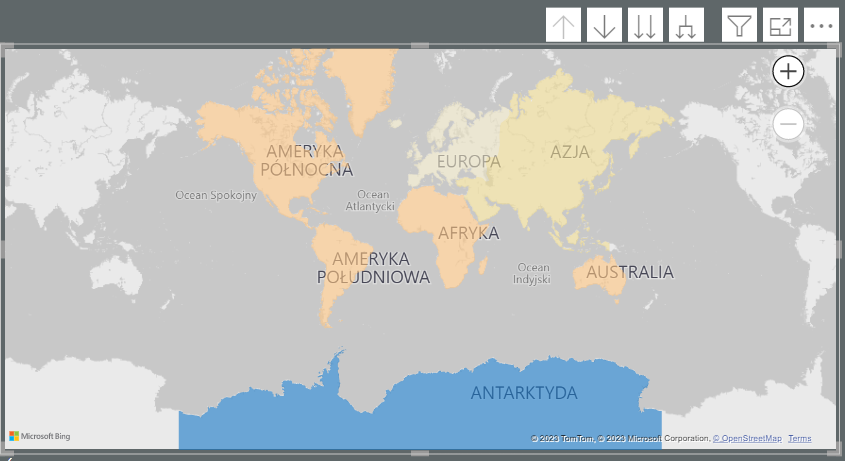 AMERYKA
PÓŁNOCNA
EUROPA
AZJA
Ocean Spokojny
Ocean
Atlantycki
AFRYKA
AMERYKA
POŁUDNIOWA
Ocean
Indyjski
AUSTRALIA
ANTARKTYDA
Microsoft Bing
© 2023 TomTom, © 2023 Microsoft Corporation, © OpenStreetMap Terms